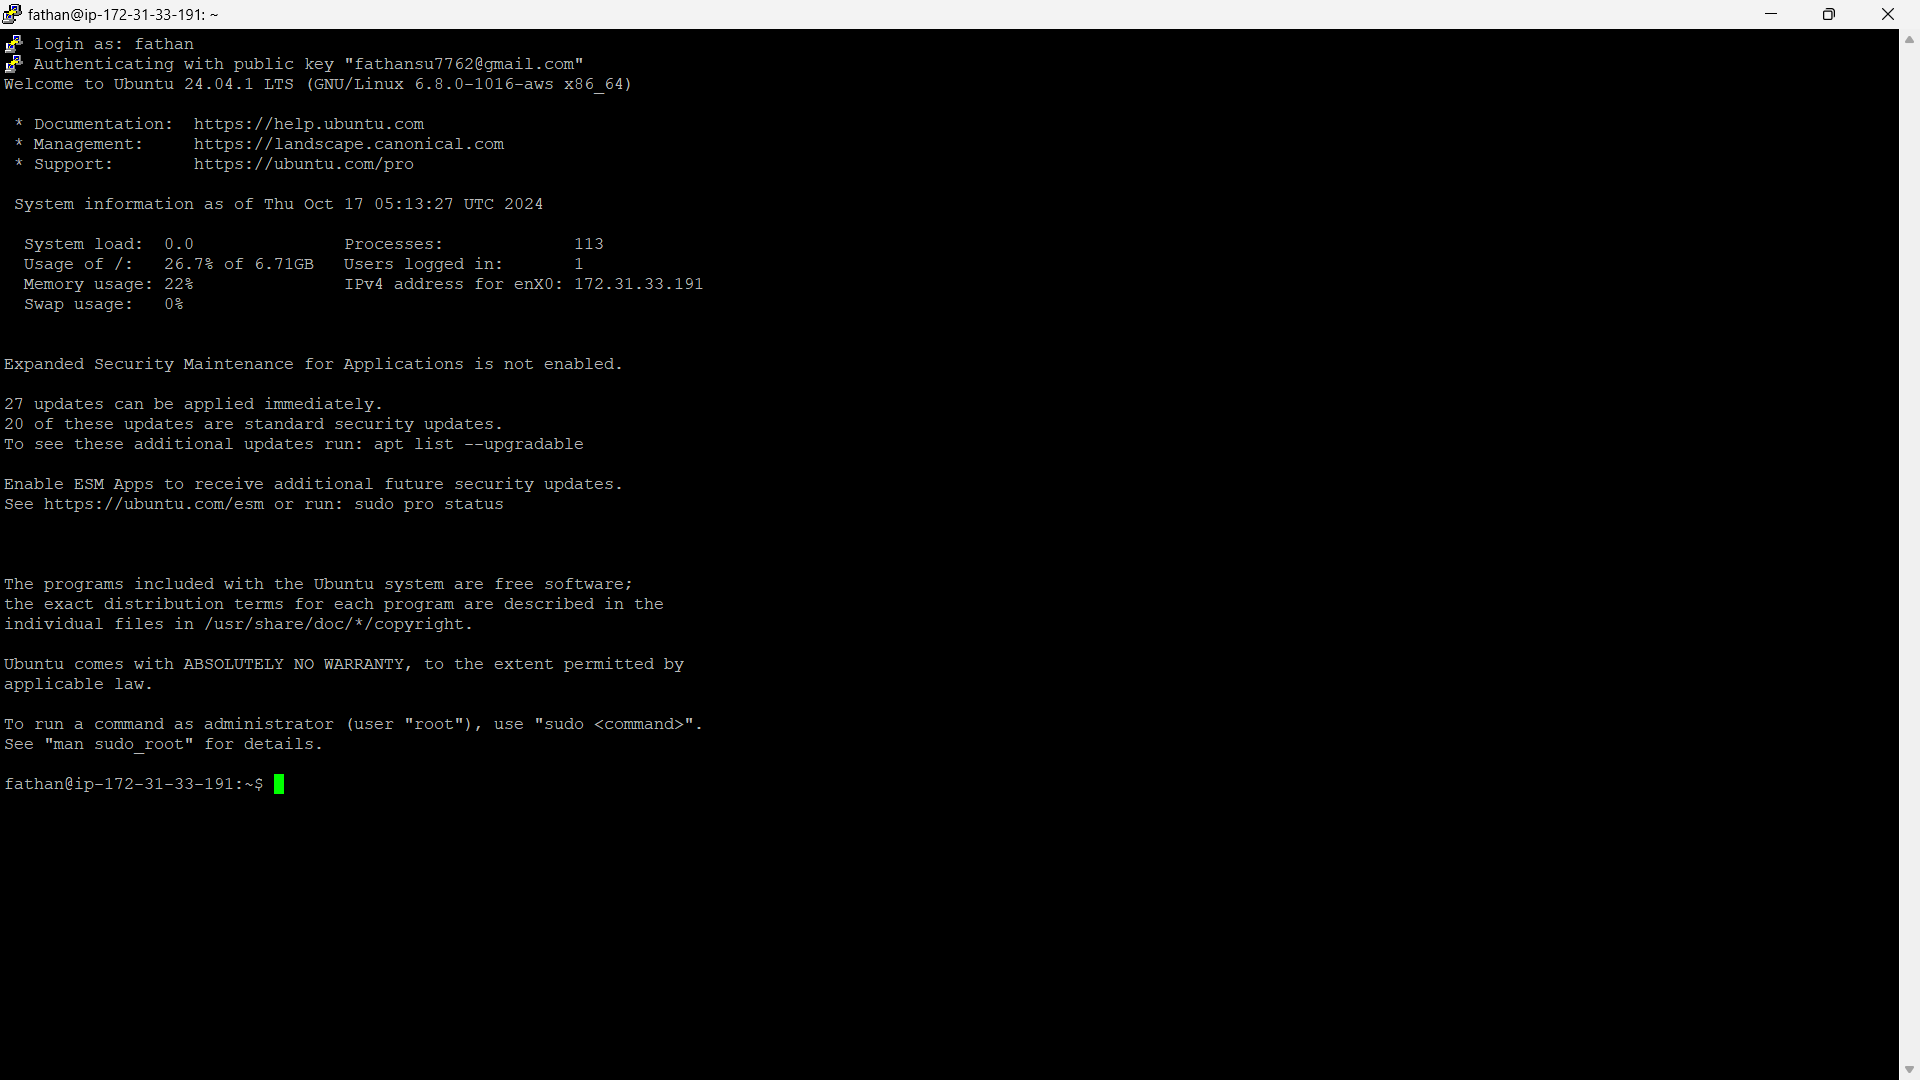 fathan@ip-172-31-33-191: ~
login as: fathan
Authenticating with public key "fathansu7762@gmail.com"
Welcome to Ubuntu 24.04.1 LTS (GNU/Linux 6.8.0-1016-aws x86_64)
* Documentation:  https://help.ubuntu.com
* Management:     https://landscape.canonical.com
* Support:        https://ubuntu.com/pro
System information as of Thu Oct 17 05:13:27 UTC 2024
System load:  0.0               Processes:             113
Usage of /:   26.7% of 6.71GB   Users logged in:       1
Memory usage: 22%               IPv4 address for enX0: 172.31.33.191
Swap usage:   0%
Expanded Security Maintenance for Applications is not enabled.
27 updates can be applied immediately.
20 of these updates are standard security updates.
To see these additional updates run: apt list --upgradable
Enable ESM Apps to receive additional future security updates.
See https://ubuntu.com/esm or run: sudo pro status
The programs included with the Ubuntu system are free software;
the exact distribution terms for each program are described in the
individual files in /usr/share/doc/*/copyright.
Ubuntu comes with ABSOLUTELY NO WARRANTY, to the extent permitted by
applicable law.
To run a command as administrator (user "root"), use "sudo <command>".
See "man sudo_root" for details.
fathan@ip-172-31-33-191:~$